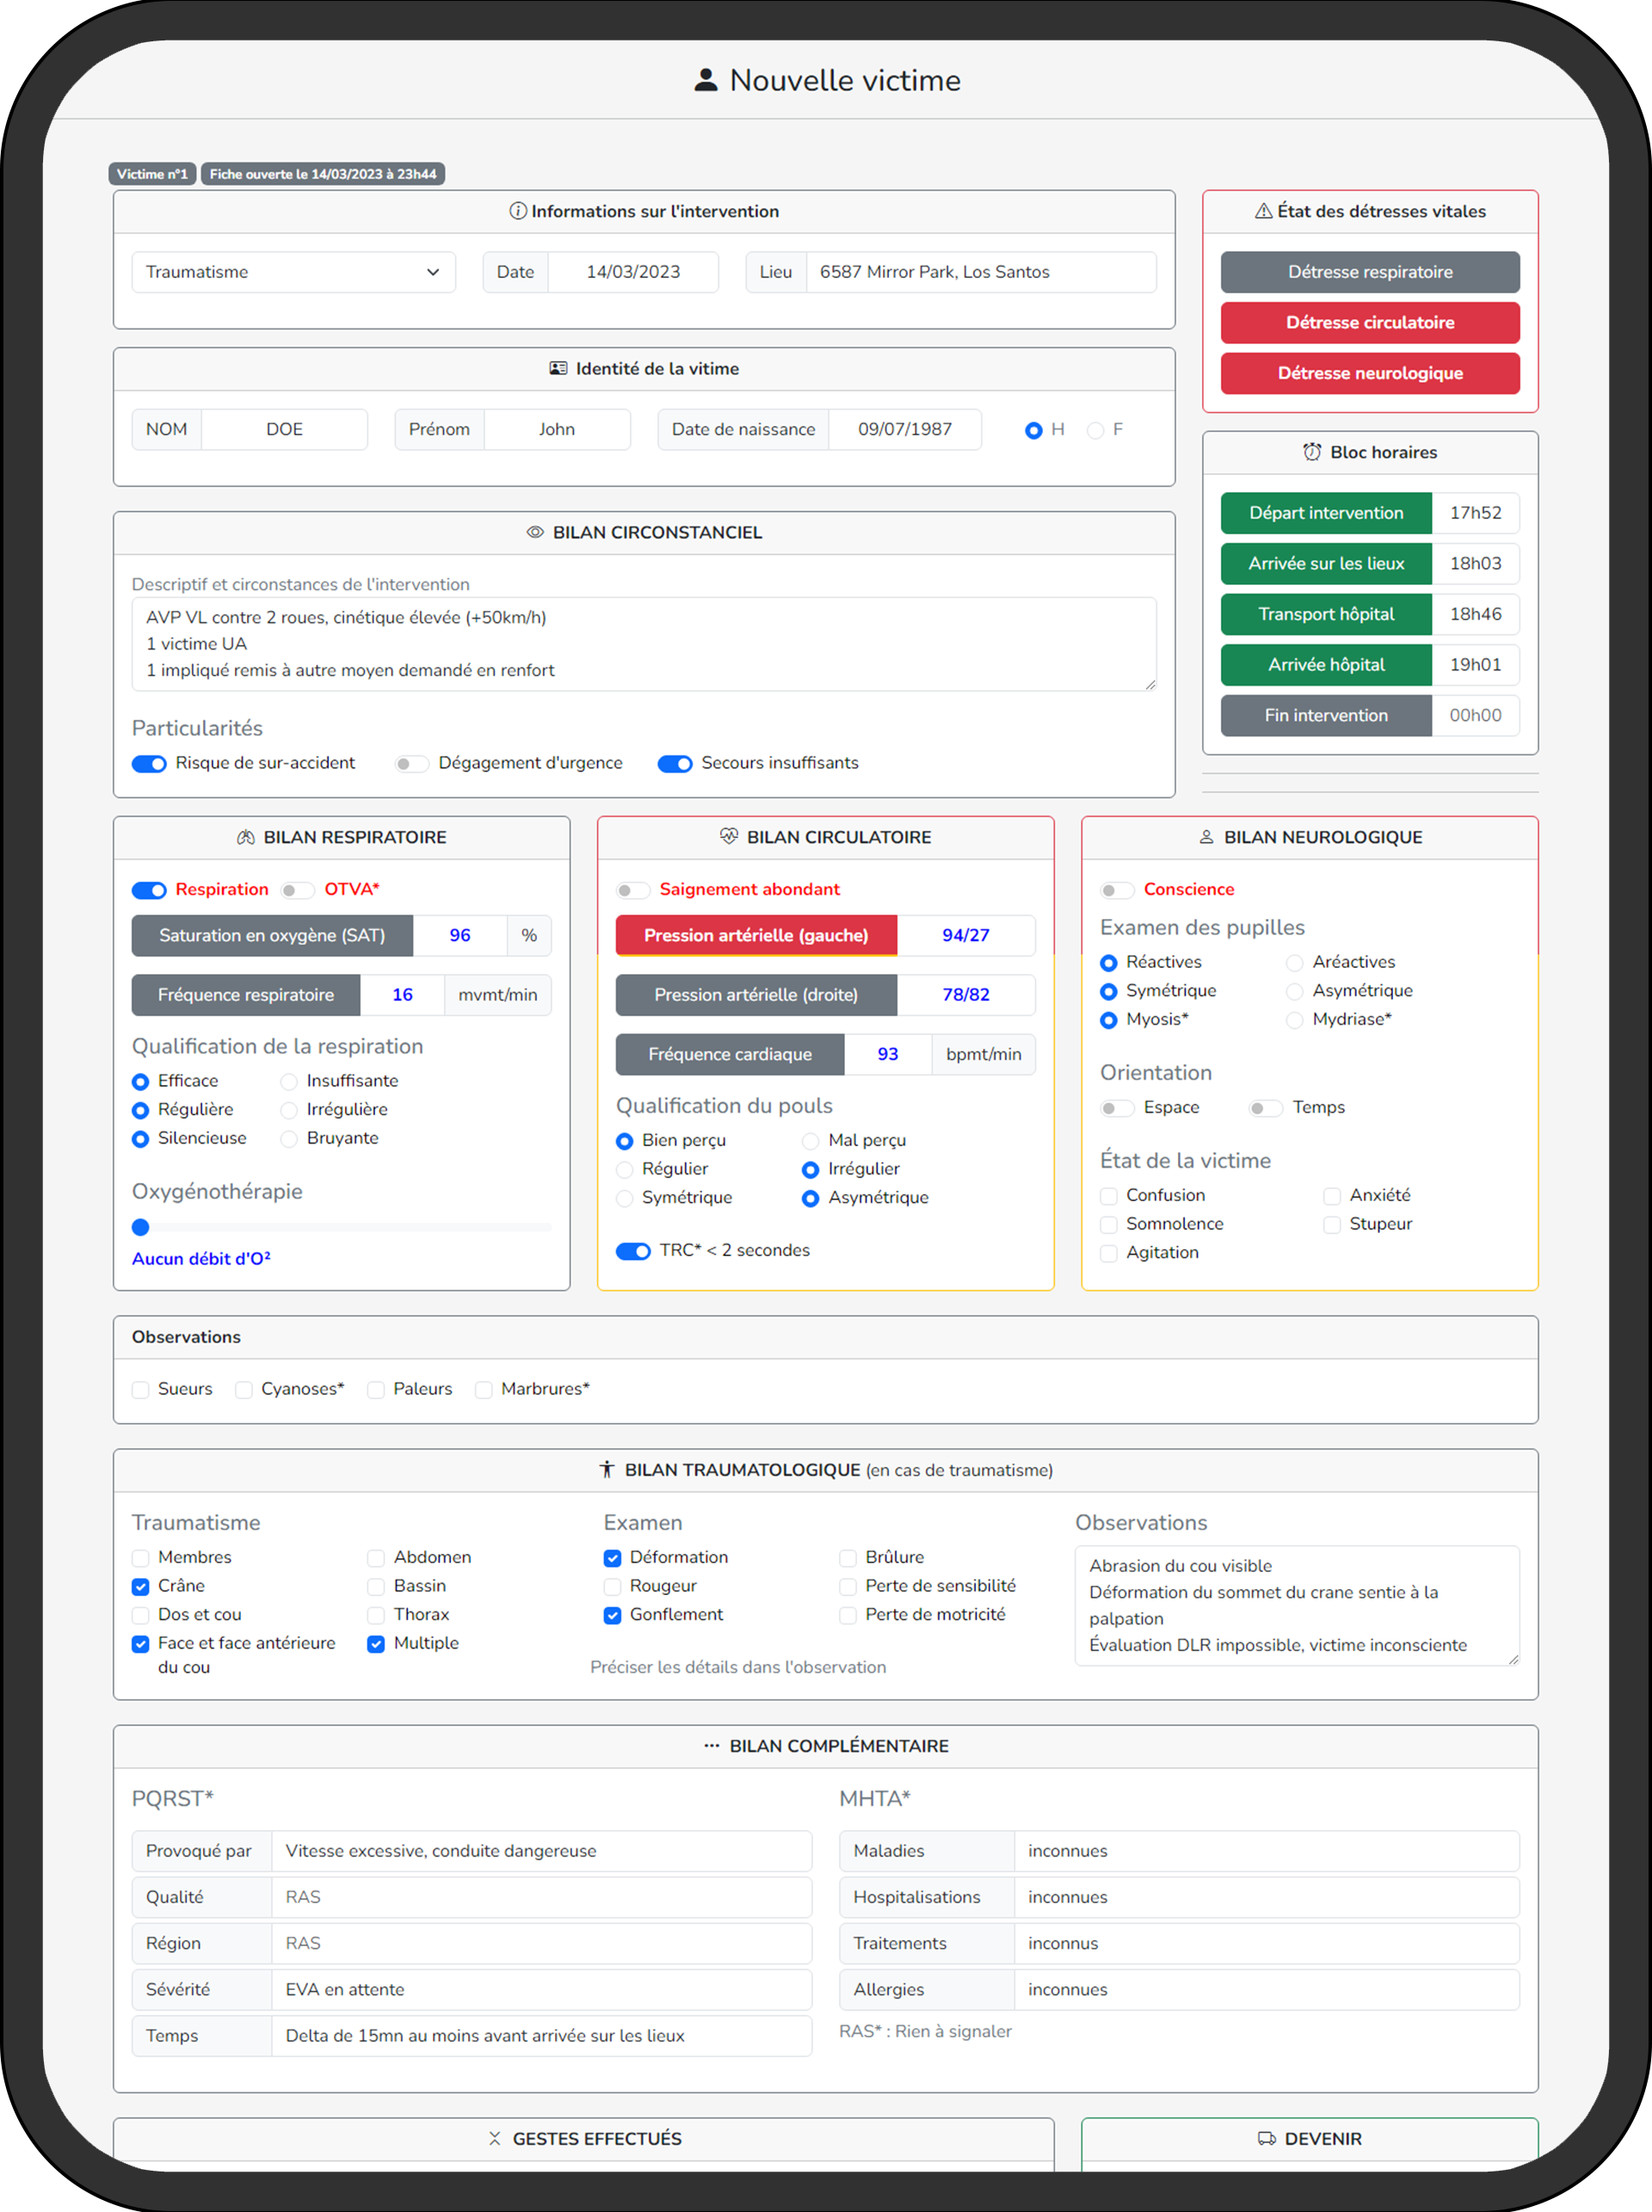 Nouvelle victime
Victime n°1 Fiche ouverte le 14/03/2023 à 23h44
Informations sur l'intervention
Traumatisme Date 14/03/2023 Lieu 6587 Mirror Park, Los Santos
Identité de la vitime
NOM DOE Prénom John Date de naissance 09/07/1987 H F
BILAN CIRCONSTANCIEL
Descriptif et circonstances de l'intervention
AVP VL contre 2 roues, cinétique élevée (+50km/h)
1 victime UA
1 impliqué remis à autre moyen demandé en renfort
Particularités
Risque de sur-accident Dégagement d'urgence Secours insuffisants
État des détresses vitales
Détresse respiratoire
Détresse circulatoire
Détresse neurologique
Bloc horaires
Départ intervention 17h52
Arrivée sur les lieux 18h03
Transport hôpital 18h46
Arrivée hôpital 19h01
Fin intervention 00h00
BILAN RESPIRATOIRE
Respiration OTVA*
Saturation en oxygène (SAT) 96 %
Fréquence respiratoire 16 mvmt/min
Qualification de la respiration
Efficace Insuffisante
Régulière Irrégulière
Silencieuse Bruyante
Oxygénothérapie
Aucun débit d'O²
BILAN CIRCULATOIRE
Saignement abondant
Pression artérielle (gauche) 94/27
Pression artérielle (droite) 78/82
Fréquence cardiaque 93 bpmt/min
Qualification du pouls
Bien perçu Mal perçu
Régulier Irrégulier
Symétrique Asymétrique
TRC* < 2 secondes
BILAN NEUROLOGIQUE
Conscience
Examen des pupilles
Réactives Aréactives
Symétrique Asymétrique
Myosis* Mydriase*
Orientation
Espace Temps
État de la victime
Confusion Anxiété
Somnolence Stupeur
Agitation
Observations
Sueurs Cyanoses* Paleurs Marbrures*
BILAN TRAUMATOLOGIQUE (en cas de traumatisme)
Traumatisme
Membres Abdomen
Crâne Bassin
Dos et cou Thorax
Face et face antérieure Multiple
du cou
Examen
Déformation Brûlure
Rougeur Perte de sensibilité
Gonflement Perte de motricité
Préciser les détails dans l'observation
Observations
Abrasion du cou visible
Déformation du sommet du crane sentie à la
palpation
Évaluation DLR impossible, victime inconsciente
BILAN COMPLÉMENTAIRE
PQRST*
Provoqué par Vitesse excessive, conduite dangereuse
Qualité RAS
Région RAS
Sévérité EVA en attente
Temps Delta de 15mn au moins avant arrivée sur les lieux
MHTA*
Maladies inconnues
Hospitalisations inconnues
Traitements inconnus
Allergies inconnues
RAS* : Rien à signaler
GESTES EFFECTUÉS
DEVENIR